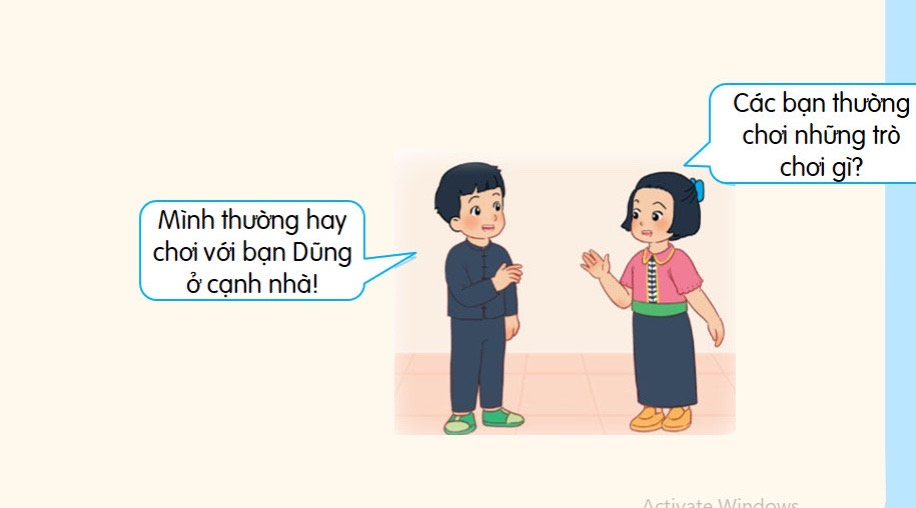 Mình thường hay
chơi với bạn Dũng
ở cạnh nhà!
Các bạn thường
chơi những trò
chơi gì?
Activate Windows